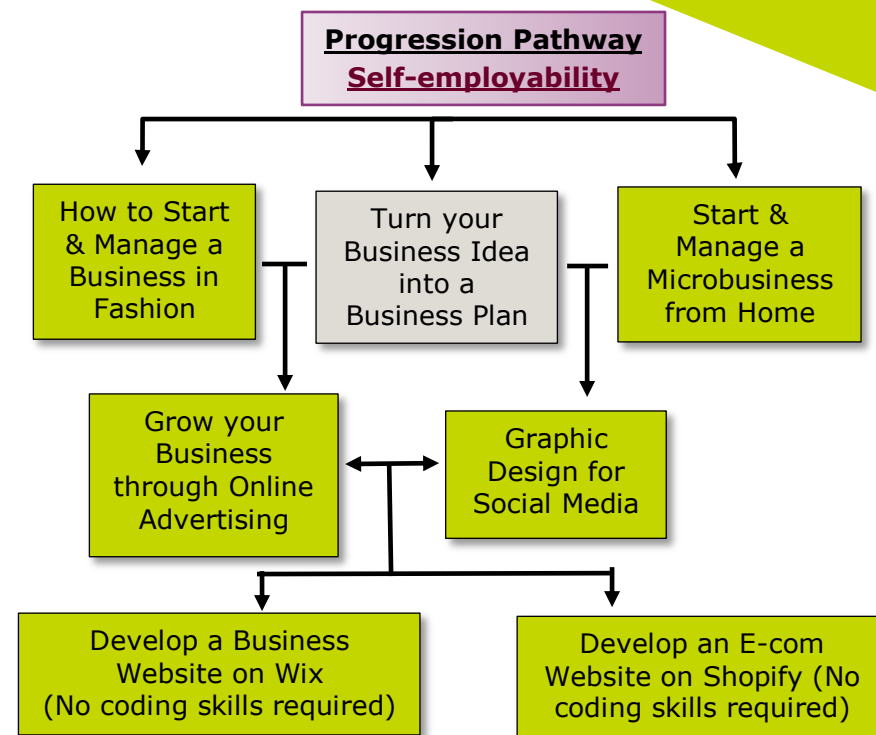 Progression Pathway
Self-employability
How to Start
& Manage a
Business in
Fashion
Turn your
Business Idea
into a
Business Plan
Start &
Manage a
Microbusiness
from Home
Grow your
Business
through Online
Advertising
Graphic
Design for
Social Media
Develop a Business
Website on Wix
(No coding skills required)
Develop an E-com
Website on Shopify (No
coding skills required)